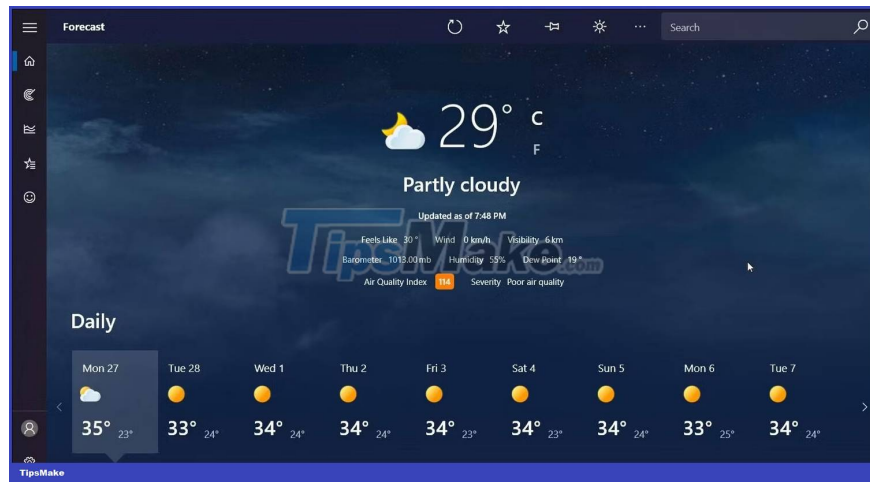 Forecast
Search
29° C
F
Partly cloudy
Updated as of 7:48 PM
Feels Like 30° Wind 0 km/h Visibility 6 km
Barometer 1013.00 mb Humidity 55% Dew Point 19°
Air Quality Index 114 Severity Poor air quality
TipsMake.com
Daily
Mon 27 Tue 28 Wed 1 Thu 2 Fri 3 Sat 4 Sun 5 Mon 6 Tue 7
35° 23° 33° 24° 34° 24° 34° 24° 34° 23° 34° 23° 34° 24° 33° 25° 34° 24°
TipsMake